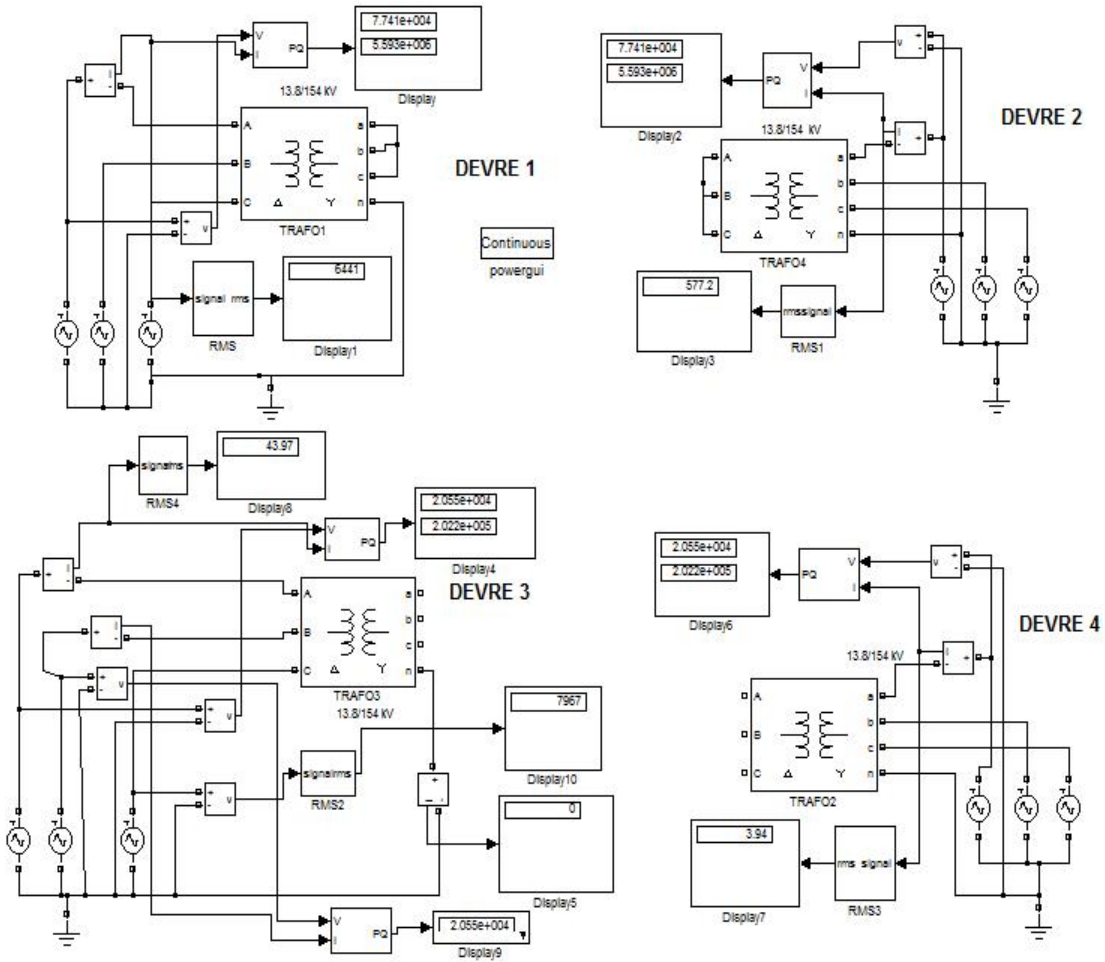 7.741e+004
V
I
PQ
5.593e+006
Display
I
+
-
13.8/154 kV
A
B
C
a
b
c
n
Δ
Y
TRAFO1
+
-
v
DEVRE 1
signal rms
RMS
6441
Display1
Continuous
powergui
7.741e+004
5.593e+006
Display2
PQ
V
I
v
+
-
DEVRE 2
13.8/154 kV
I
-
+
A
B
C
a
b
c
n
Δ
Y
TRAFO4
577.2
Display3
rmssignal
RMS1
signalrms
RMS4
43.97
Display8
V
I
PQ
2.055e+004
2.022e+005
Display4
DEVRE 3
+
I
-
+
I
-
+
-
v
A
B
C
a
b
c
n
Δ
Y
TRAFO3
13.8/154 kV
+
-
v
+
-
v
signalrms
RMS2
7967
Display10
+
0
Display5
V
I
PQ
2.055e+004
Display9
2.055e+004
2.022e+005
Display6
PQ
V
I
v
+
-
DEVRE 4
13.8/154 kV
I
-
+
A
B
C
a
b
c
n
Δ
Y
TRAFO2
3.94
Display7
rms signal
RMS3